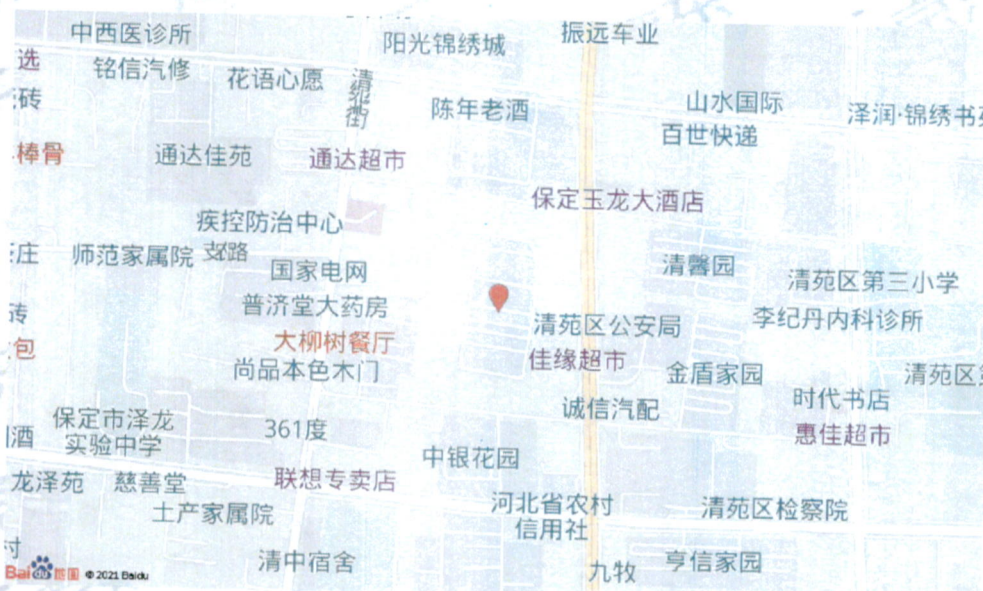 中西医诊所
阳光锦绣城
振远车业
选
铭信汽修
花语心愿
清苑北街
砖
陈年老酒
山水国际
百世快递
泽润·锦绣书苑
棒骨
通达佳苑
通达超市
保定玉龙大酒店
疾控防治中心
庄
师范家属院
支路
国家电网
清馨园
清苑区第三小学
普济堂大药房
砖
清苑区公安局
李纪丹内科诊所
包
大柳树餐厅
佳缘超市
尚品本色木门
金盾家园
清苑区第
诚信汽配
时代书店
保定市泽龙
实验中学
361度
惠佳超市
酒
中银花园
龙泽苑
慈善堂
联想专卖店
土产家属院
河北省农村
信用社
清苑区检察院
村
清中宿舍
九牧
亨信家园
Bai du 地图
© 2021 Baidu